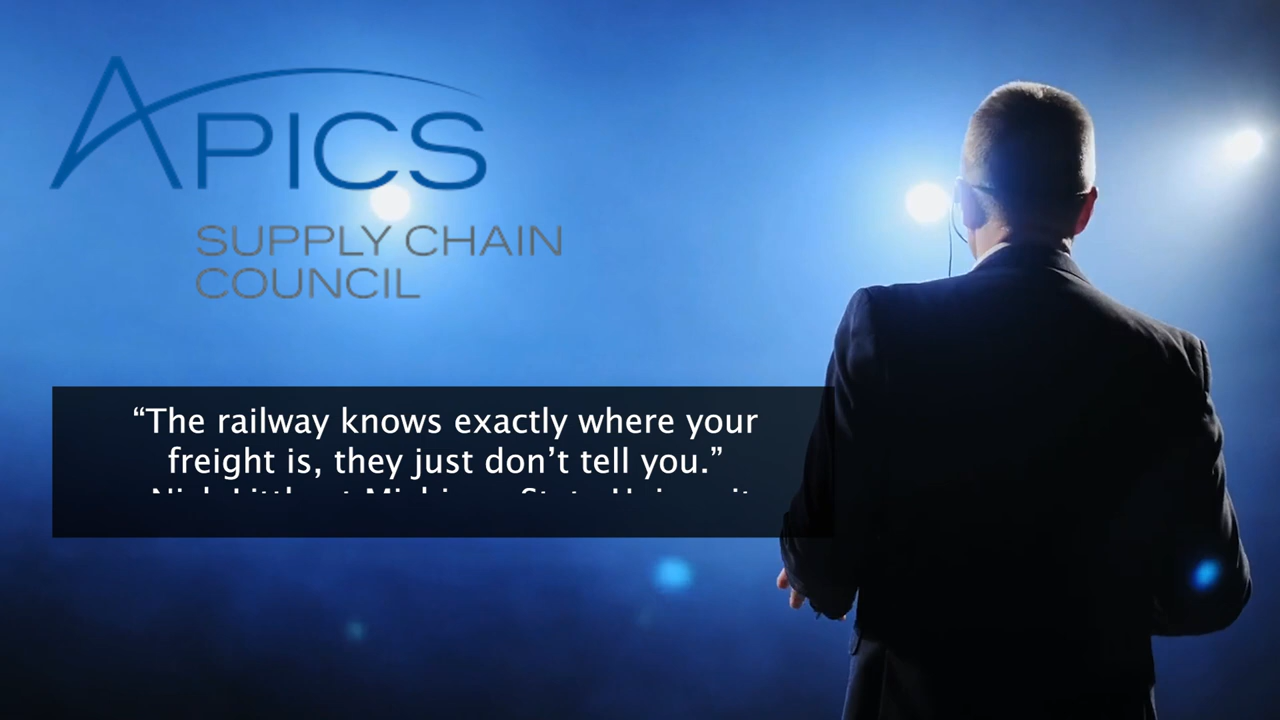 APICS
SUPPLY CHAIN
COUNCIL
“The railway knows exactly where your
freight is, they just don’t tell you.”